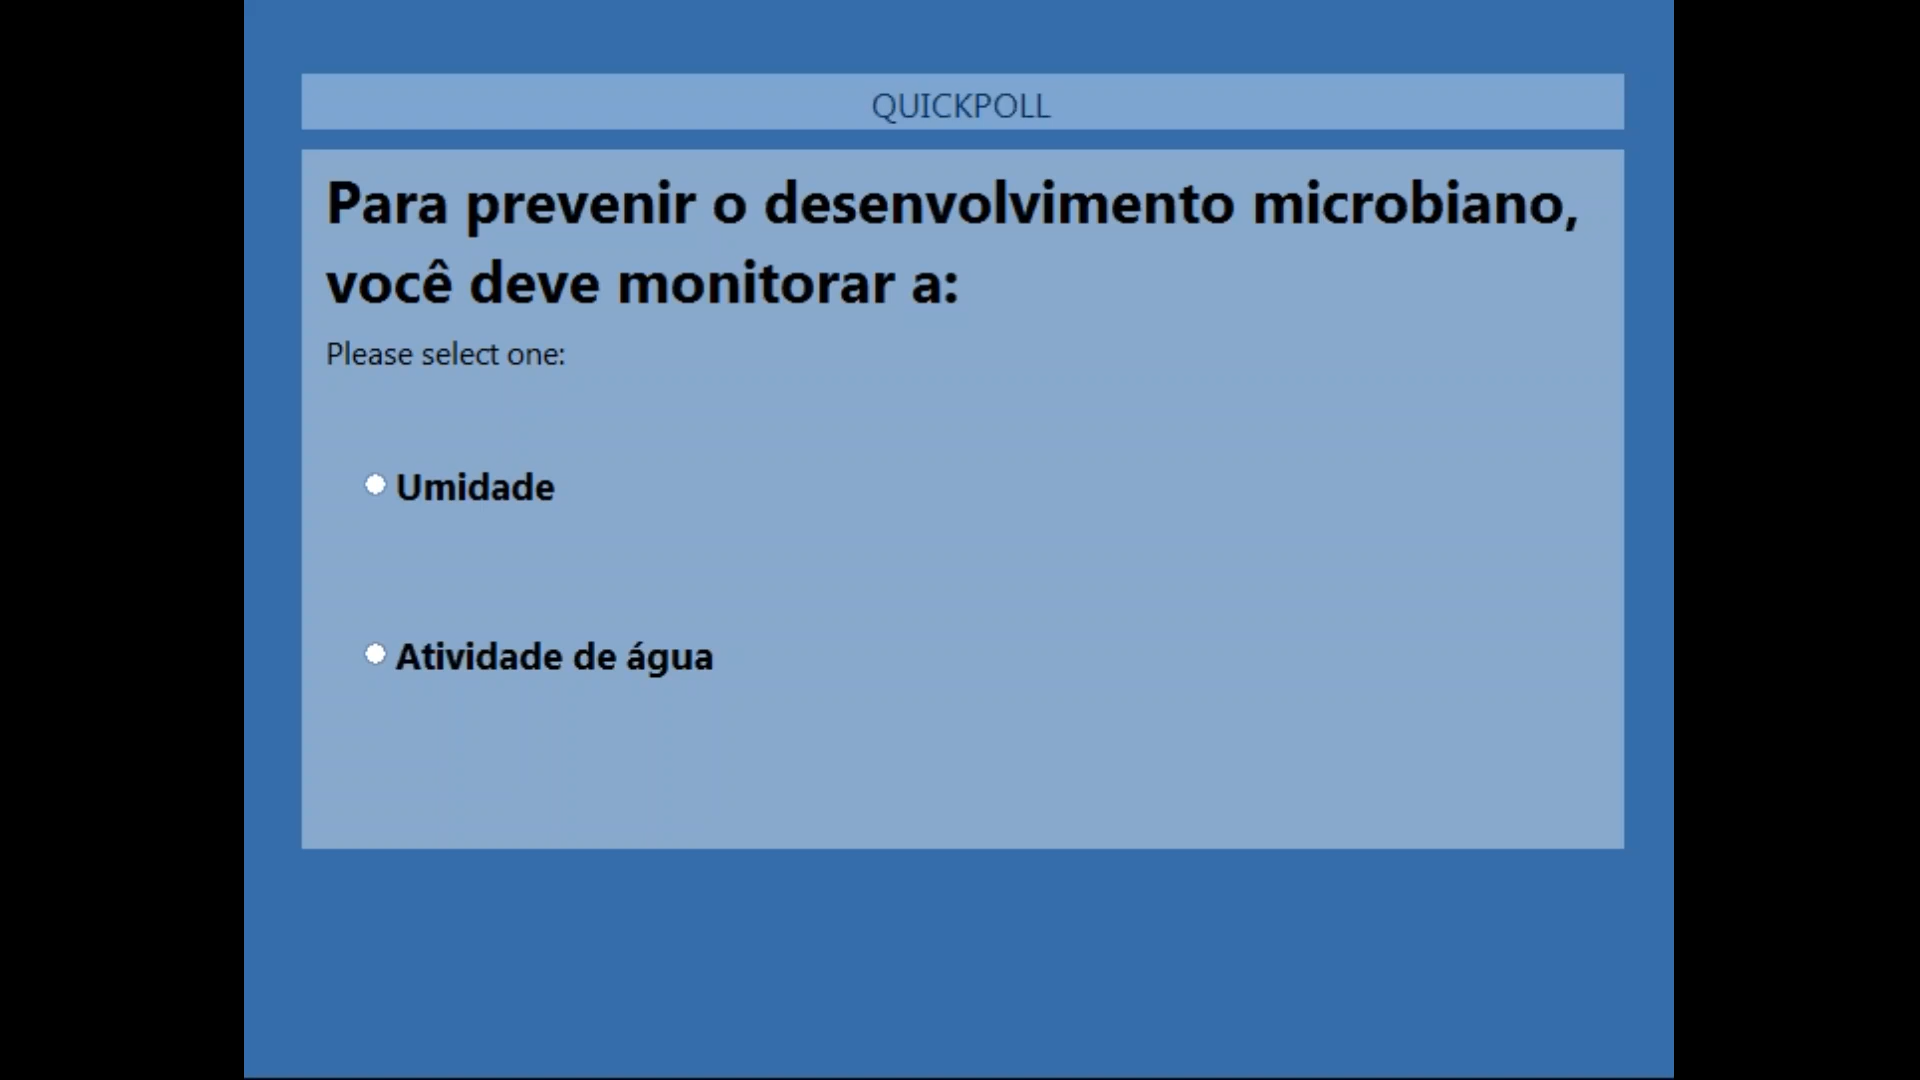 QUICKPOLL
Para prevenir o desenvolvimento microbiano,
você deve monitorar a:
Please select one:
Umidade
Atividade de água